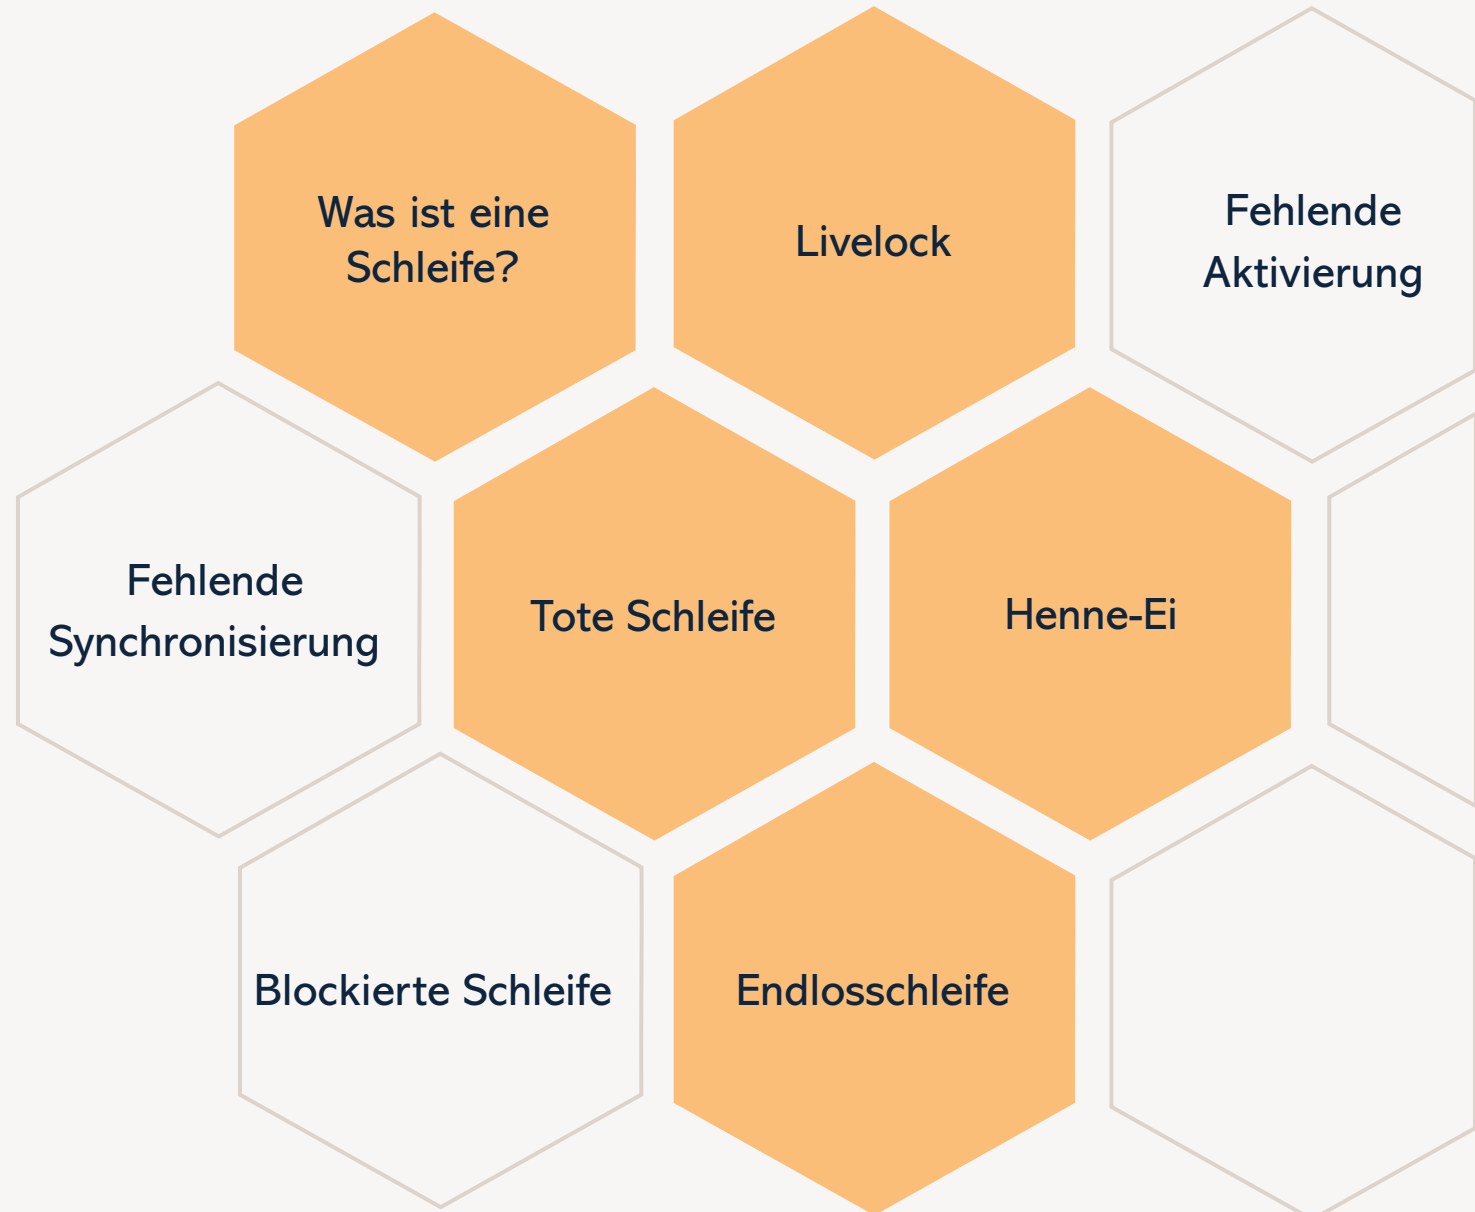 Was ist eine
Schleife?
Livelock
Fehlende
Aktivierung
Fehlende
Synchronisierung
Tote Schleife
Henne-Ei
Blockierte Schleife
Endlosschleife